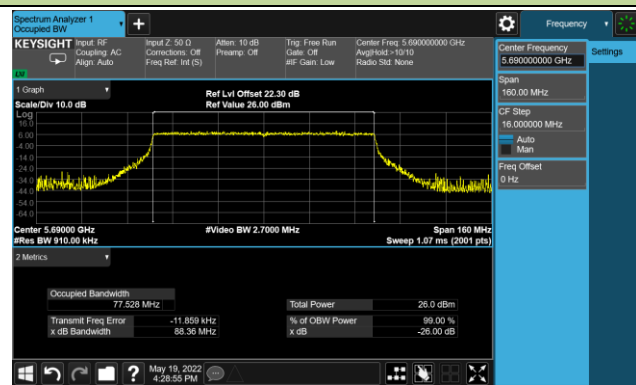 Spectrum Analyzer 1
Occupied BW
Frequency
KEYSIGHT
Input: RF
Coupling: AC
Align: Auto
Input Z: 50 Ω
Corrections: Off
Freq Ref: Int (S)
Atten: 10 dB
Preamp: Off
Trig: Free Run
Gate: Off
#IF Gain: Low
Center Freq: 5.690000000 GHz
Avg|Hold:>10/10
Radio Std: None
1 Graph
Scale/Div 10.0 dB
Ref Lvl Offset 22.30 dB
Ref Value 26.00 dBm
Log
16.0
6.00
-4.00
-14.0
-24.0
-34.0
-44.0
-54.0
-64.0
Center 5.69000 GHz
#Res BW 910.00 kHz
#Video BW 2.7000 MHz
Span 160 MHz
Sweep 1.07 ms (2001 pts)
2 Metrics
Occupied Bandwidth
77.528 MHz
Total Power 26.0 dBm
Transmit Freq Error -11.859 kHz
% of OBW Power 99.00 %
x dB Bandwidth 88.36 MHz
x dB -26.00 dB
Center Frequency
5.690000000 GHz
Settings
Span
160.00 MHz
CF Step
16.000000 MHz
Auto
Man
Freq Offset
0 Hz
May 19, 2022
4:28:55 PM